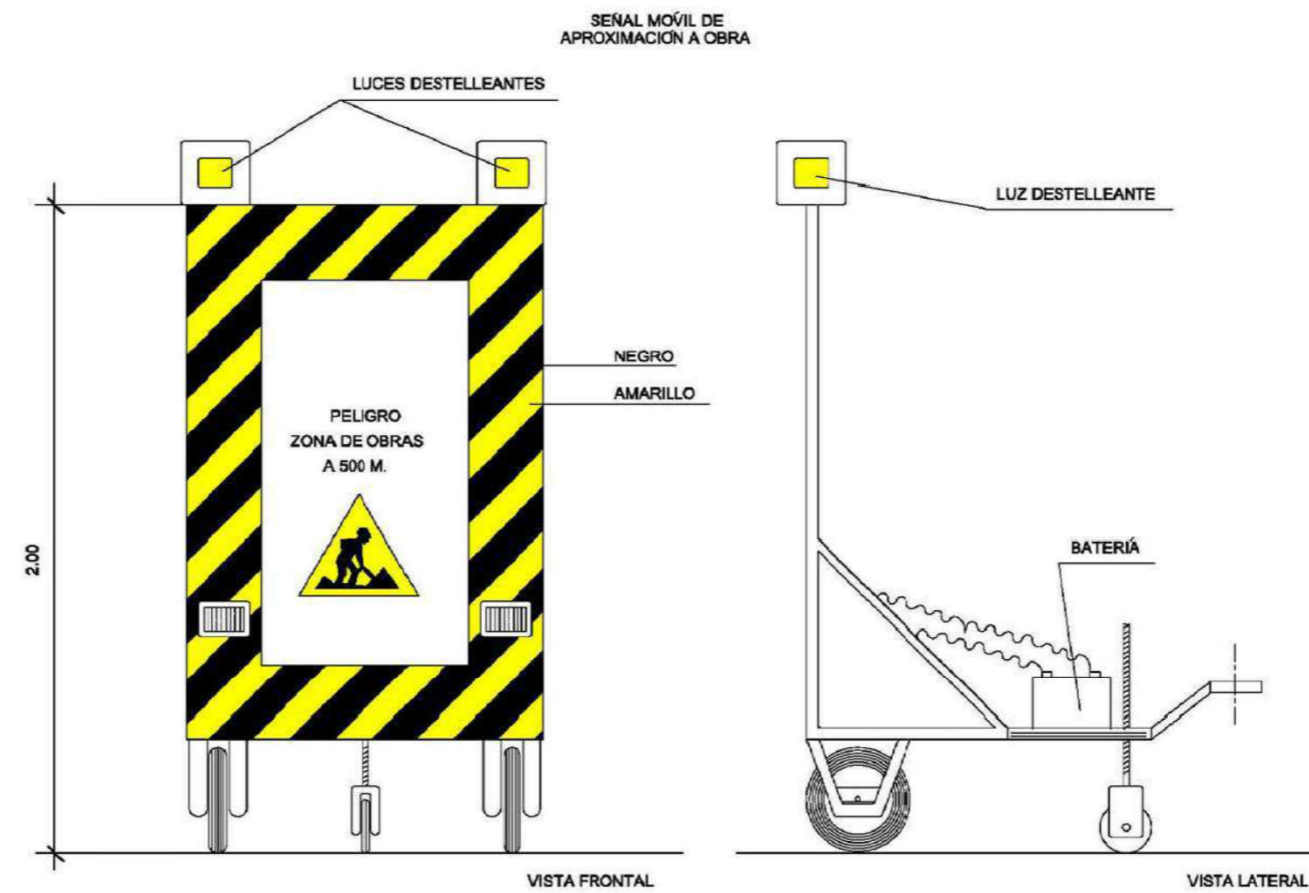 SEÑAL MOVIL DE
APROXIMACION A OBRA
LUCES DESTELLEANTES
LUZ DESTELLEANTE
NEGRO
AMARILLO
PELIGRO
ZONA DE OBRAS
A 500 M.
2.00
BATERÍA
VISTA FRONTAL
VISTA LATERAL